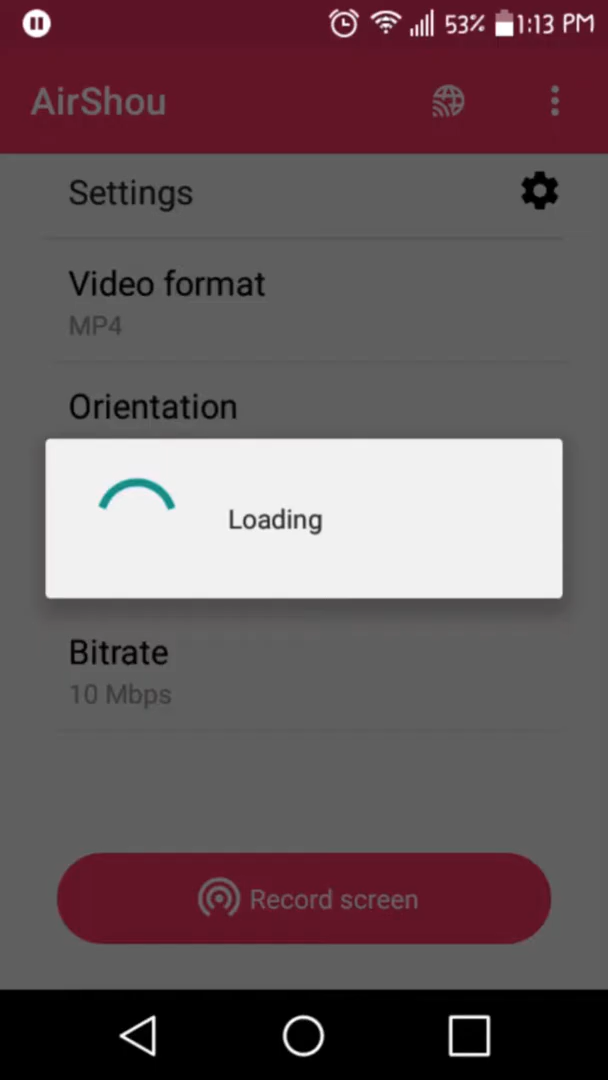 53% 1:13 PM
AirShou
Settings
Video format
MP4
Orientation
Loading
Bitrate
10 Mbps
Record screen